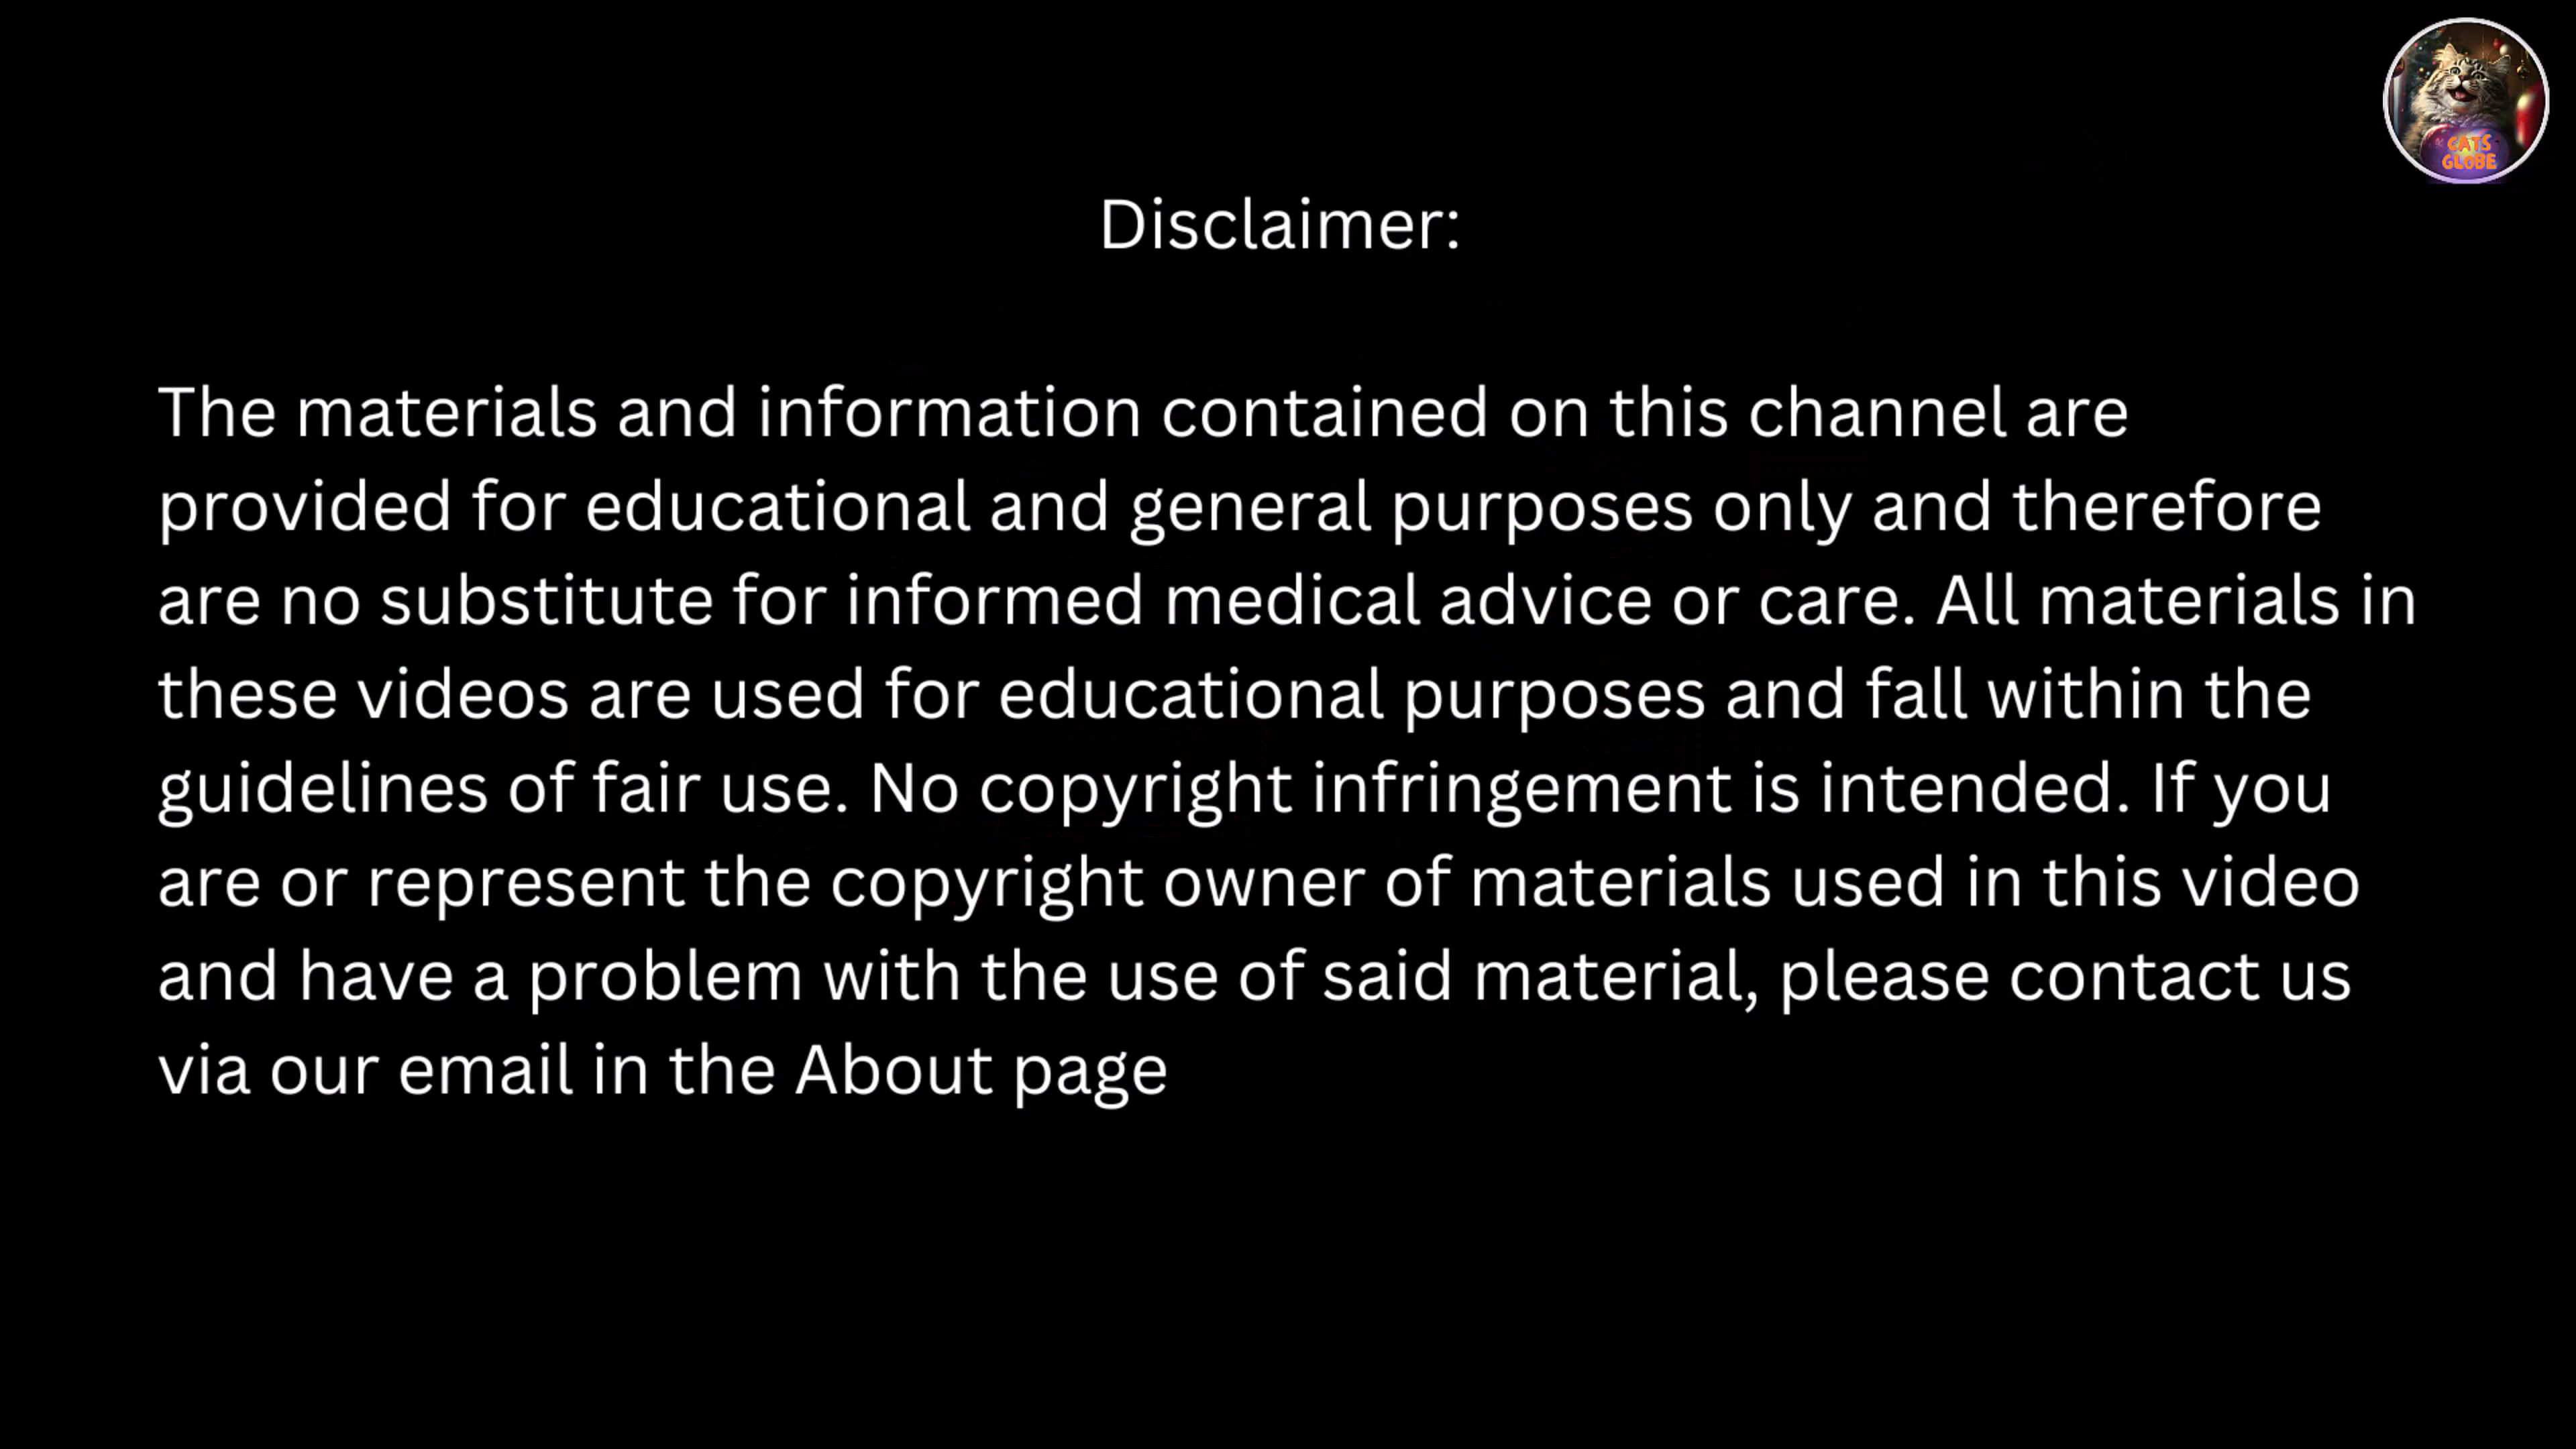 CATS
GLOBE
Disclaimer:
The materials and information contained on this channel are
provided for educational and general purposes only and therefore
are no substitute for informed medical advice or care. All materials in
these videos are used for educational purposes and fall within the
guidelines of fair use. No copyright infringement is intended. If you
are or represent the copyright owner of materials used in this video
and have a problem with the use of said material, please contact us
via our email in the About page